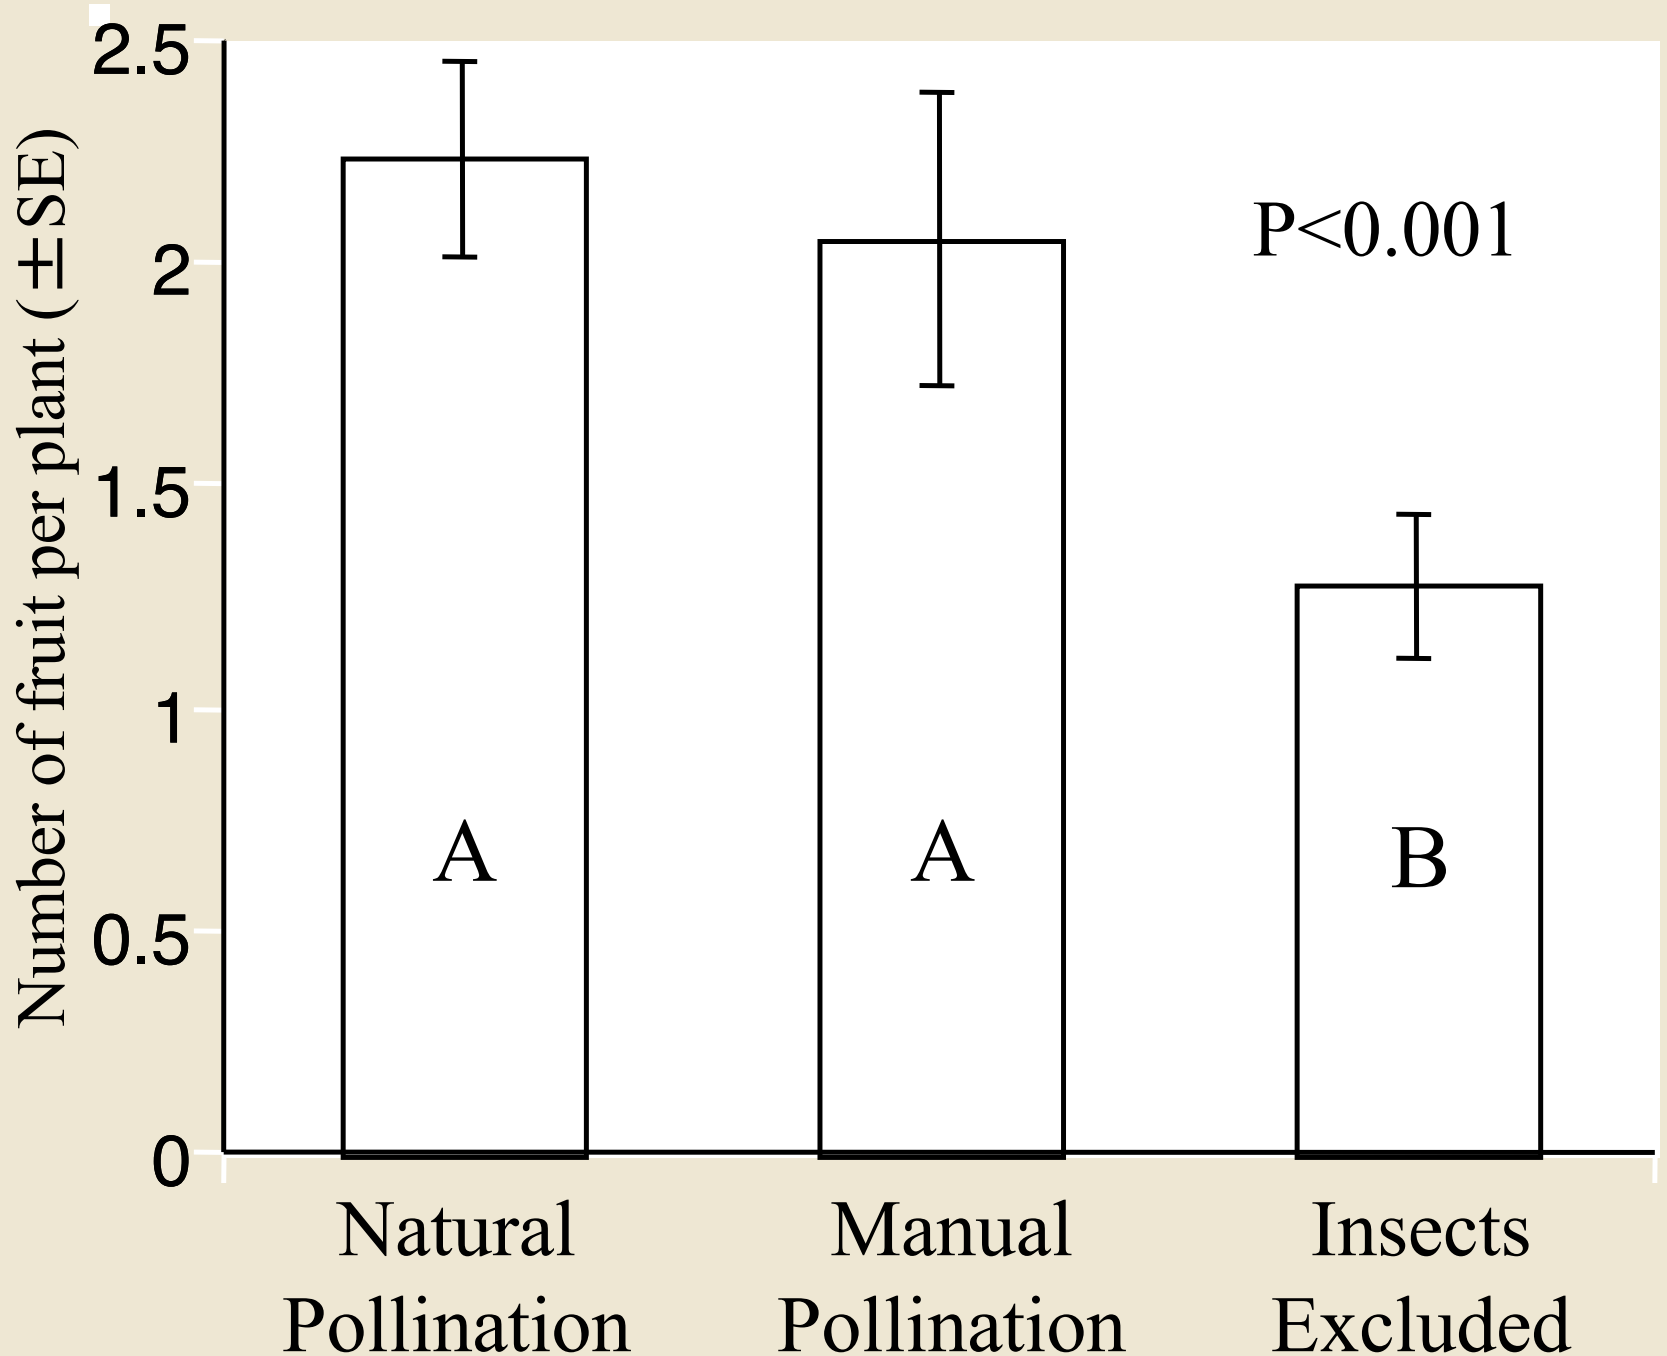 Number of fruit per plant (±SE)
2.5
2
1.5
1
0.5
0
P<0.001
A
A
B
Natural
Pollination
Manual
Pollination
Insects
Excluded